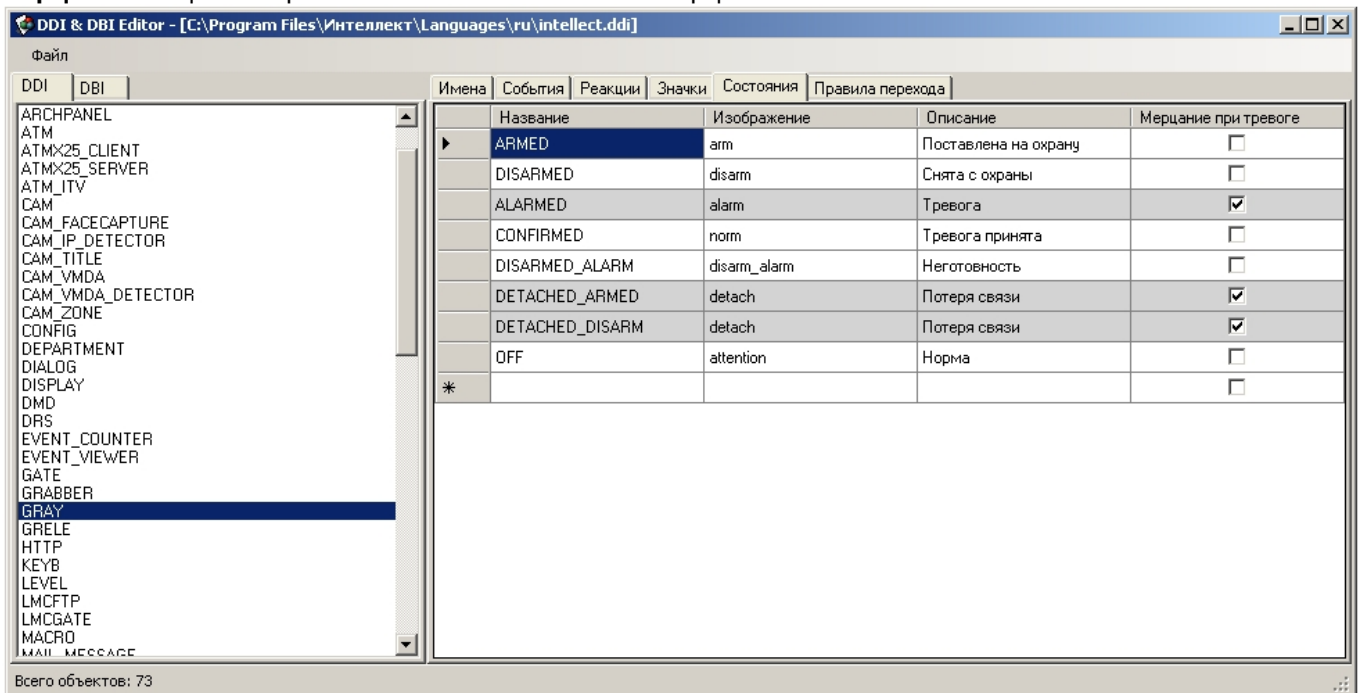 DDI & DBI Editor - [C:\Program Files\Интеллект\Languages\ru\intellect.ddi]
Файл
DDI DBI
ARCHPANEL
ATM
ATMX25_CLIENT
ATMX25_SERVER
ATM_ITV
CAM
CAM_FACECAPTURE
CAM_IP_DETECTOR
CAM_TITLE
CAM_VMDA
CAM_VMDA_DETECTOR
CAM_ZONE
CONFIG
DEPARTMENT
DIALOG
DISPLAY
DMD
DRS
EVENT_COUNTER
EVENT_VIEWER
GATE
GRABBER
GRAY
GRELE
HTTP
KEYB
LEVEL
LMCFTP
LMCGATE
MACRO
MAIL_MESSAGE
Имена События Реакции Значки Состояния Правила перехода
Название Изображение Описание Мерцание при тревоге
ARMED arm Поставлена на охрану
DISARMED disarm Снята с охраны
ALARMED alarm Тревога
CONFIRMED norm Тревога принята
DISARMED_ALARM disarm_alarm Неготовность
DETACHED_ARMED detach Потеря связи
DETACHED_DISARM detach Потеря связи
OFF attention Норма
Всего объектов: 73